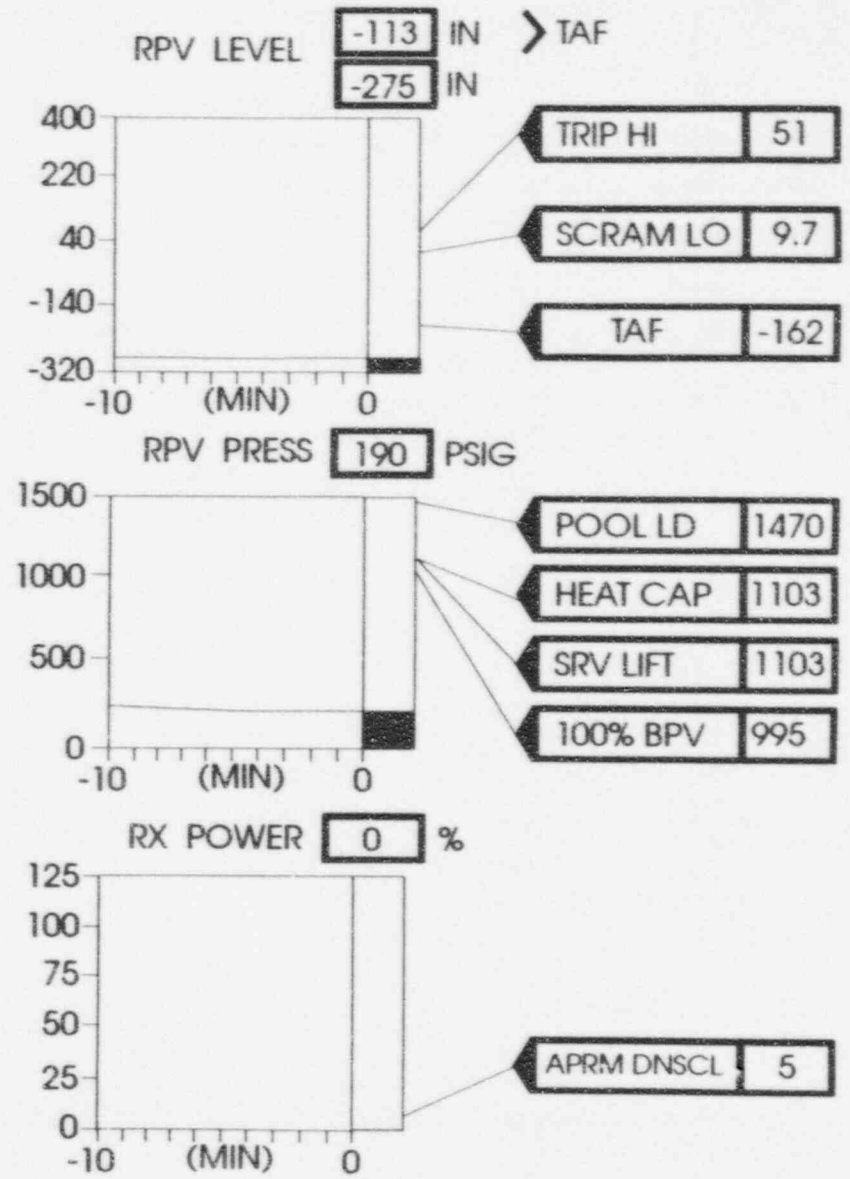 RPV LEVEL -113 IN > TAF
-275 IN
400
220
40
-140
-320
-10 (MIN) 0
TRIP HI 51
SCRAM LO 9.7
TAF -162
RPV PRESS 190 PSIG
1500
1000
500
0
-10 (MIN) 0
POOL LD 1470
HEAT CAP 1103
SRV LIFT 1103
100% BPV 995
RX POWER 0 %
125
100
75
50
25
0
-10 (MIN) 0
APRM DNSCL 5